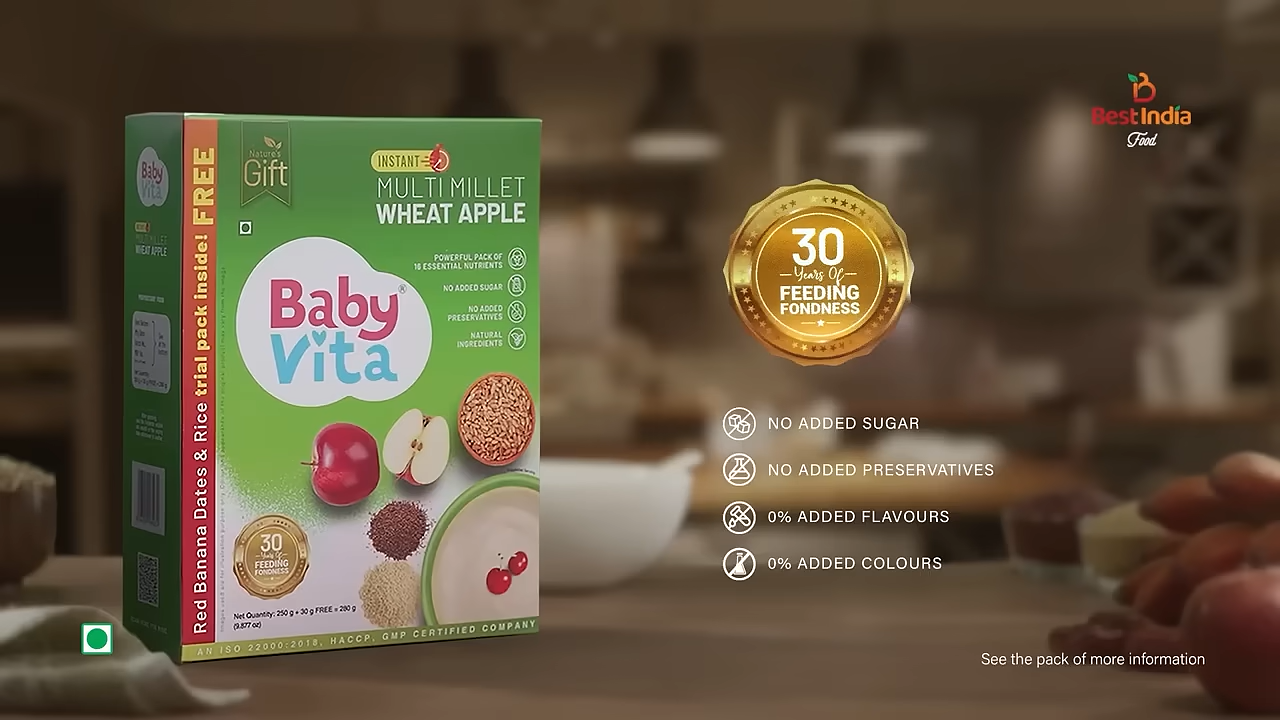 Baby
Vita
MULTI MILLET
WHEAT APPLE
Red Banana Dates & Rice trial pack inside! FREE
Nature's
Gift
INSTANT
MULTI MILLET
WHEAT APPLE
POWERFUL PACK OF
16 ESSENTIAL NUTRIENTS
NO ADDED SUGAR
NO ADDED
PRESERVATIVES
NATURAL
INGREDIENTS
Baby®
Vita
30
Years Of
FEEDING
FONDNESS
Net Quantity: 250 g + 30 g FREE = 280 g
(9.877 oz)
AN ISO 22000:2018, HACCP, GMP CERTIFIED COMPANY
BestIndia
Food
30
Years Of
FEEDING
FONDNESS
NO ADDED SUGAR
NO ADDED PRESERVATIVES
0% ADDED FLAVOURS
0% ADDED COLOURS
See the pack of more information